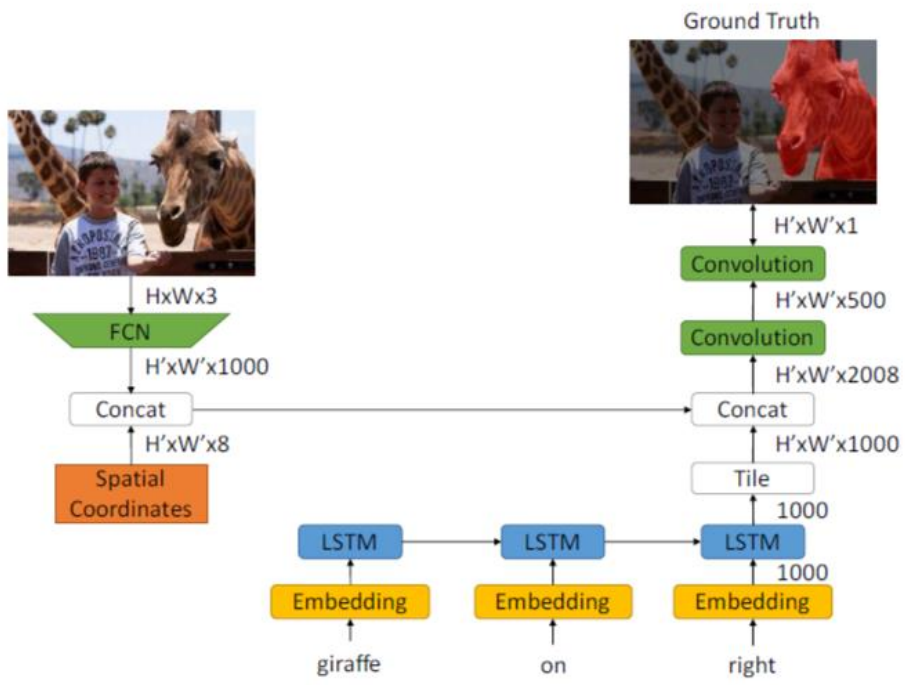 Ground Truth
H'xW'x1
Convolution
HxWx3
H'xW'x500
FCN
Convolution
H'xW'x1000
H'xW'x2008
Concat
Concat
H'xW'x8
H'xW'x1000
Spatial
Coordinates
Tile
1000
LSTM
LSTM
LSTM
1000
Embedding
Embedding
Embedding
giraffe
on
right